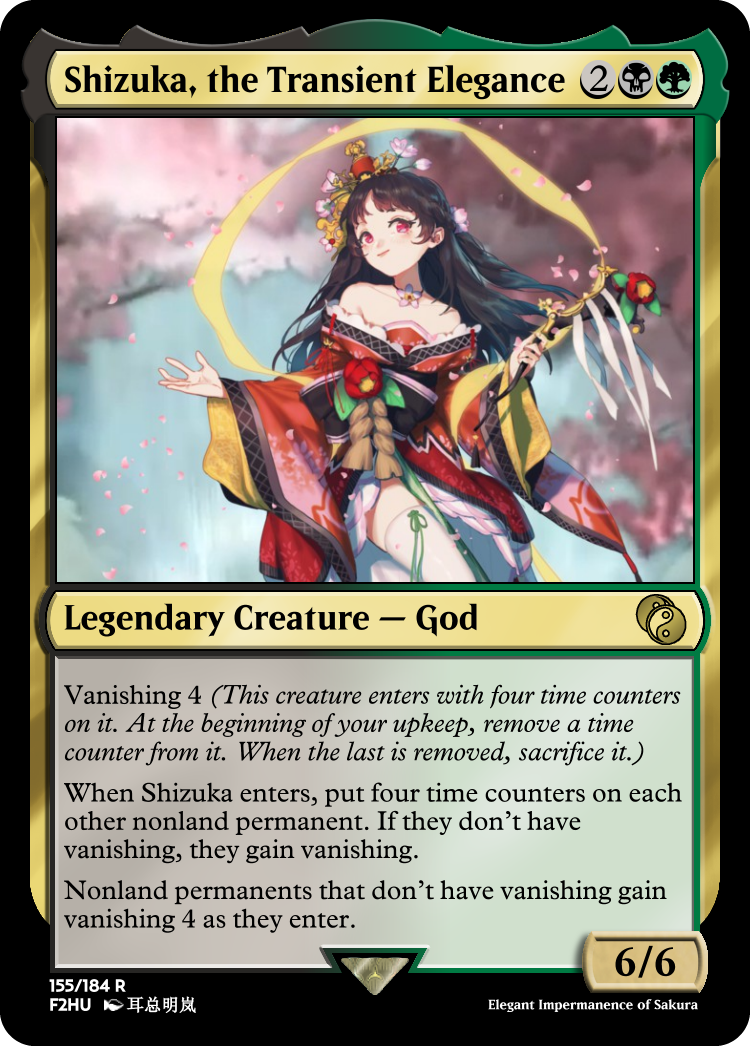 Shizuka, the Transient Elegance 2
Legendary Creature — God
Vanishing 4 (This creature enters with four time counters
on it. At the beginning of your upkeep, remove a time
counter from it. When the last is removed, sacrifice it.)
When Shizuka enters, put four time counters on each
other nonland permanent. If they don't have
vanishing, they gain vanishing.
Nonland permanents that don't have vanishing gain
vanishing 4 as they enter.
6/6
155/184 R
F2HU 耳总明岚
Elegant Impermanence of Sakura